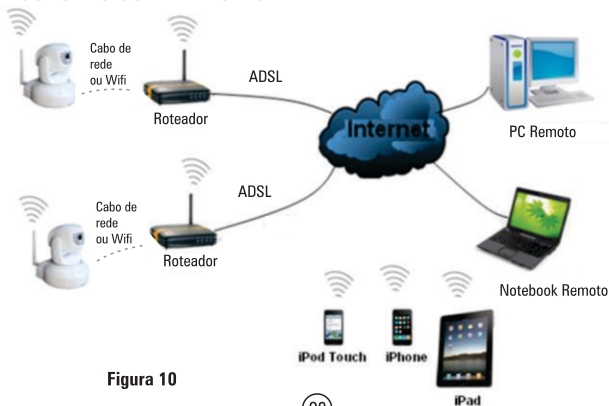 Cabo de
rede
ou Wifi
ADSL
Roteador
Internet
PC Remoto
Cabo de
rede
ou Wifi
ADSL
Roteador
Notebook Remoto
iPod Touch
iPhone
iPad
Figura 10